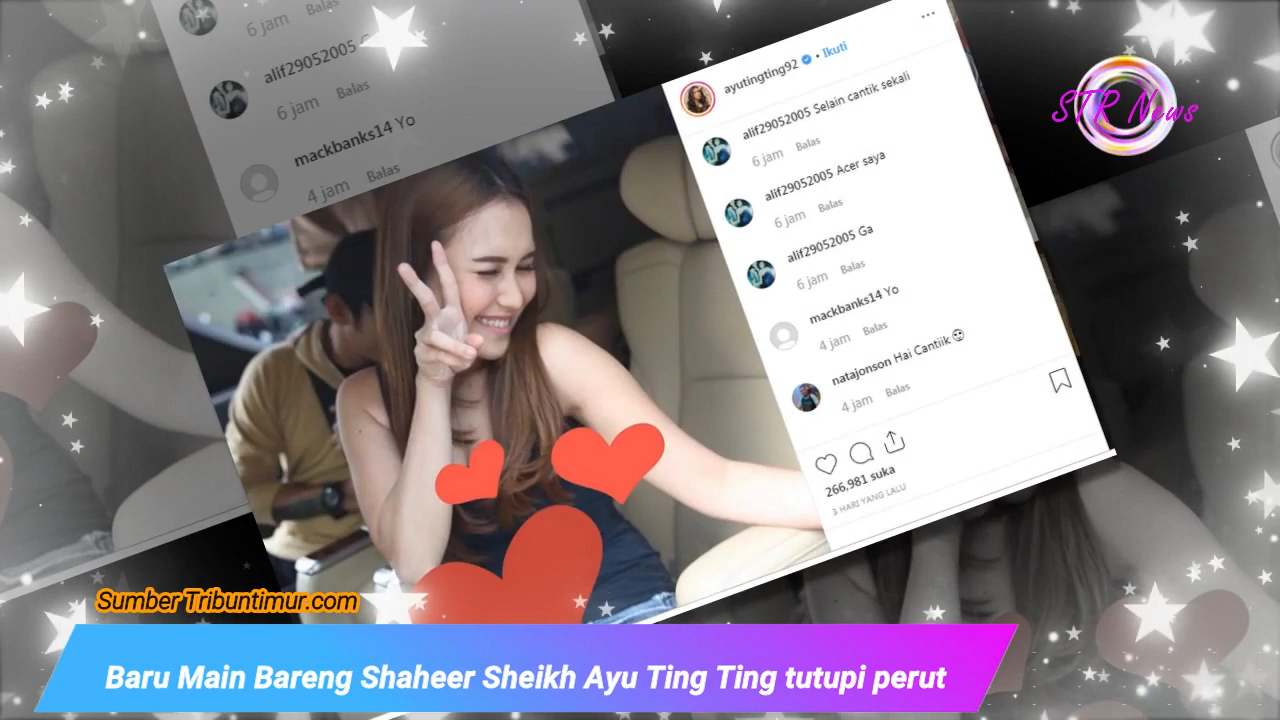 6 jam Balas
alif29052005 G
6 jam Balas
mackbanks14 Yo
4 jam Balas
ayutingting92 • Ikuti
alif29052005 Selain cantik sekali
6 jam Balas
alif29052005 Acer saya
6 jam Balas
alif29052005 Ga
6 jam Balas
mackbanks14 Yo
4 jam Balas
natajonson Hai Cantiik😍
4 jam Balas
266,981 suka
3 HARI YANG LALU
STR News
Sumber Tribuntimur.com
Baru Main Bareng Shaheer Sheikh Ayu Ting Ting tutupi perut